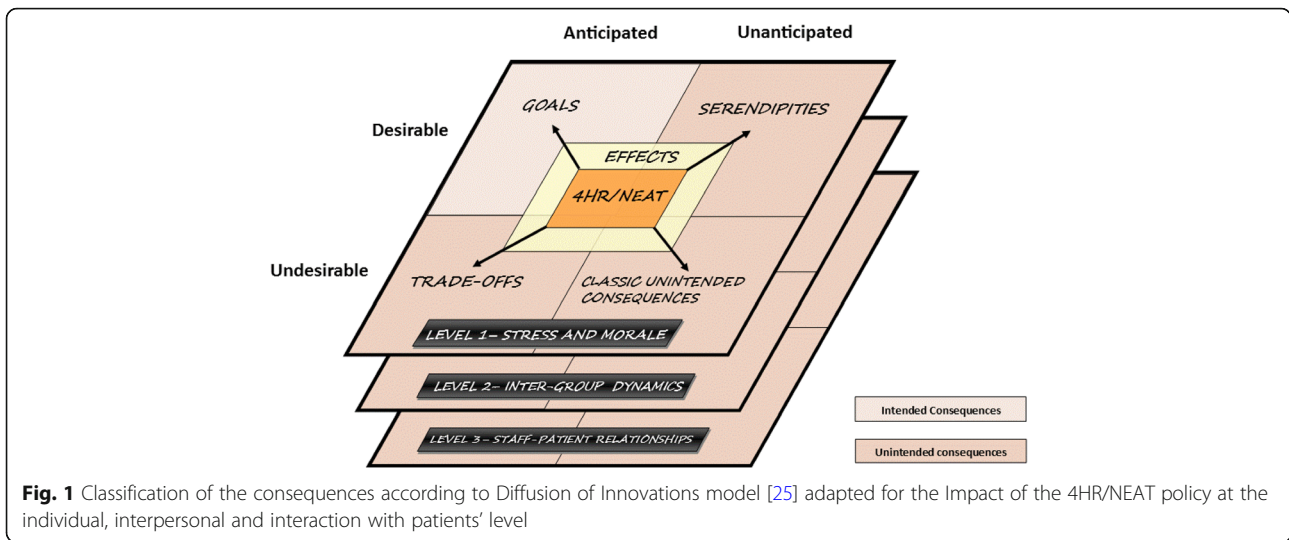 Anticipated Unanticipated
Desirable
GOALS
SERENDIPITIES
EFFECTS
4HR/NEAT
Undesirable
TRADE-OFFS
CLASSIC UNINTENDED
CONSEQUENCES
LEVEL 1– STRESS AND MORALE
LEVEL 2– INTER-GROUP DYNAMICS
LEVEL 3 – STAFF-PATIENT RELATIONSHIPS
Intended Consequences
Unintended consequences
Fig. 1 Classification of the consequences according to Diffusion of Innovations model [25] adapted for the Impact of the 4HR/NEAT policy at the
individual, interpersonal and interaction with patients’ level